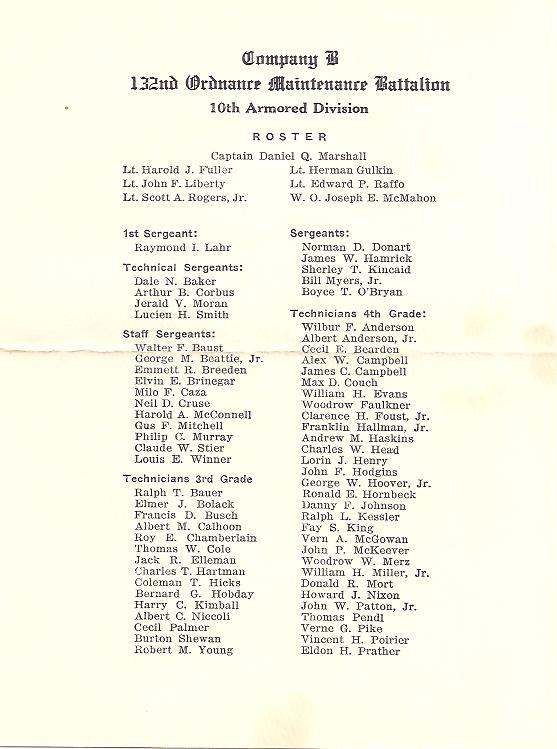 Company B
132nd Ordnance Maintenance Battalion
10th Armored Division
ROSTER
Captain Daniel Q. Marshall
Lt. Harold J. Fuller
Lt. John F. Liberty
Lt. Scott A. Rogers, Jr.
Lt. Herman Gulkin
Lt. Edward P. Raffo
W. O. Joseph E. McMahon
1st Sergeant:
Raymond I. Lahr
Technical Sergeants:
Dale N. Baker
Arthur B. Corbus
Jerald V. Moran
Lucien H. Smith
Staff Sergeants:
Walter F. Baust
George M. Beattie, Jr.
Emmett R. Breeden
Elvin E. Brinegar
Milo F. Caza
Neil D. Cruse
Harold A. McConnell
Gus F. Mitchell
Philip C. Murray
Claude W. Stier
Louis E. Winner
Technicians 3rd Grade
Ralph T. Bauer
Elmer J. Bolack
Francis D. Busch
Albert M. Calhoon
Roy E. Chamberlain
Thomas W. Cole
Jack R. Elleman
Charles T. Hartman
Coleman T. Hicks
Bernard G. Hobday
Harry C. Kimball
Albert C. Niccoli
Cecil Palmer
Burton Shewan
Robert M. Young
Sergeants:
Norman D. Donart
James W. Hamrick
Sherley T. Kincaid
Bill Myers, Jr.
Boyce T. O'Bryan
Technicians 4th Grade:
Wilbur F. Anderson
Albert Anderson, Jr.
Cecil E. Bearden
Alex W. Campbell
James C. Campbell
Max D. Couch
William H. Evans
Woodrow Faulkner
Clarence H. Foust, Jr.
Franklin Hallman, Jr.
Andrew M. Haskins
Charles W. Head
Lorin J. Henry
John F. Hodgins
George W. Hoover, Jr.
Ronald E. Hornbeck
Danny F. Johnson
Ralph L. Kessler
Fay S. King
Vern A. McGowan
John P. McKeever
Woodrow W. Merz
William H. Miller, Jr.
Donald R. Mort
Howard J. Nixon
John W. Patton, Jr.
Thomas Pendl
Verne G. Pike
Vincent H. Poirier
Eldon H. Prather